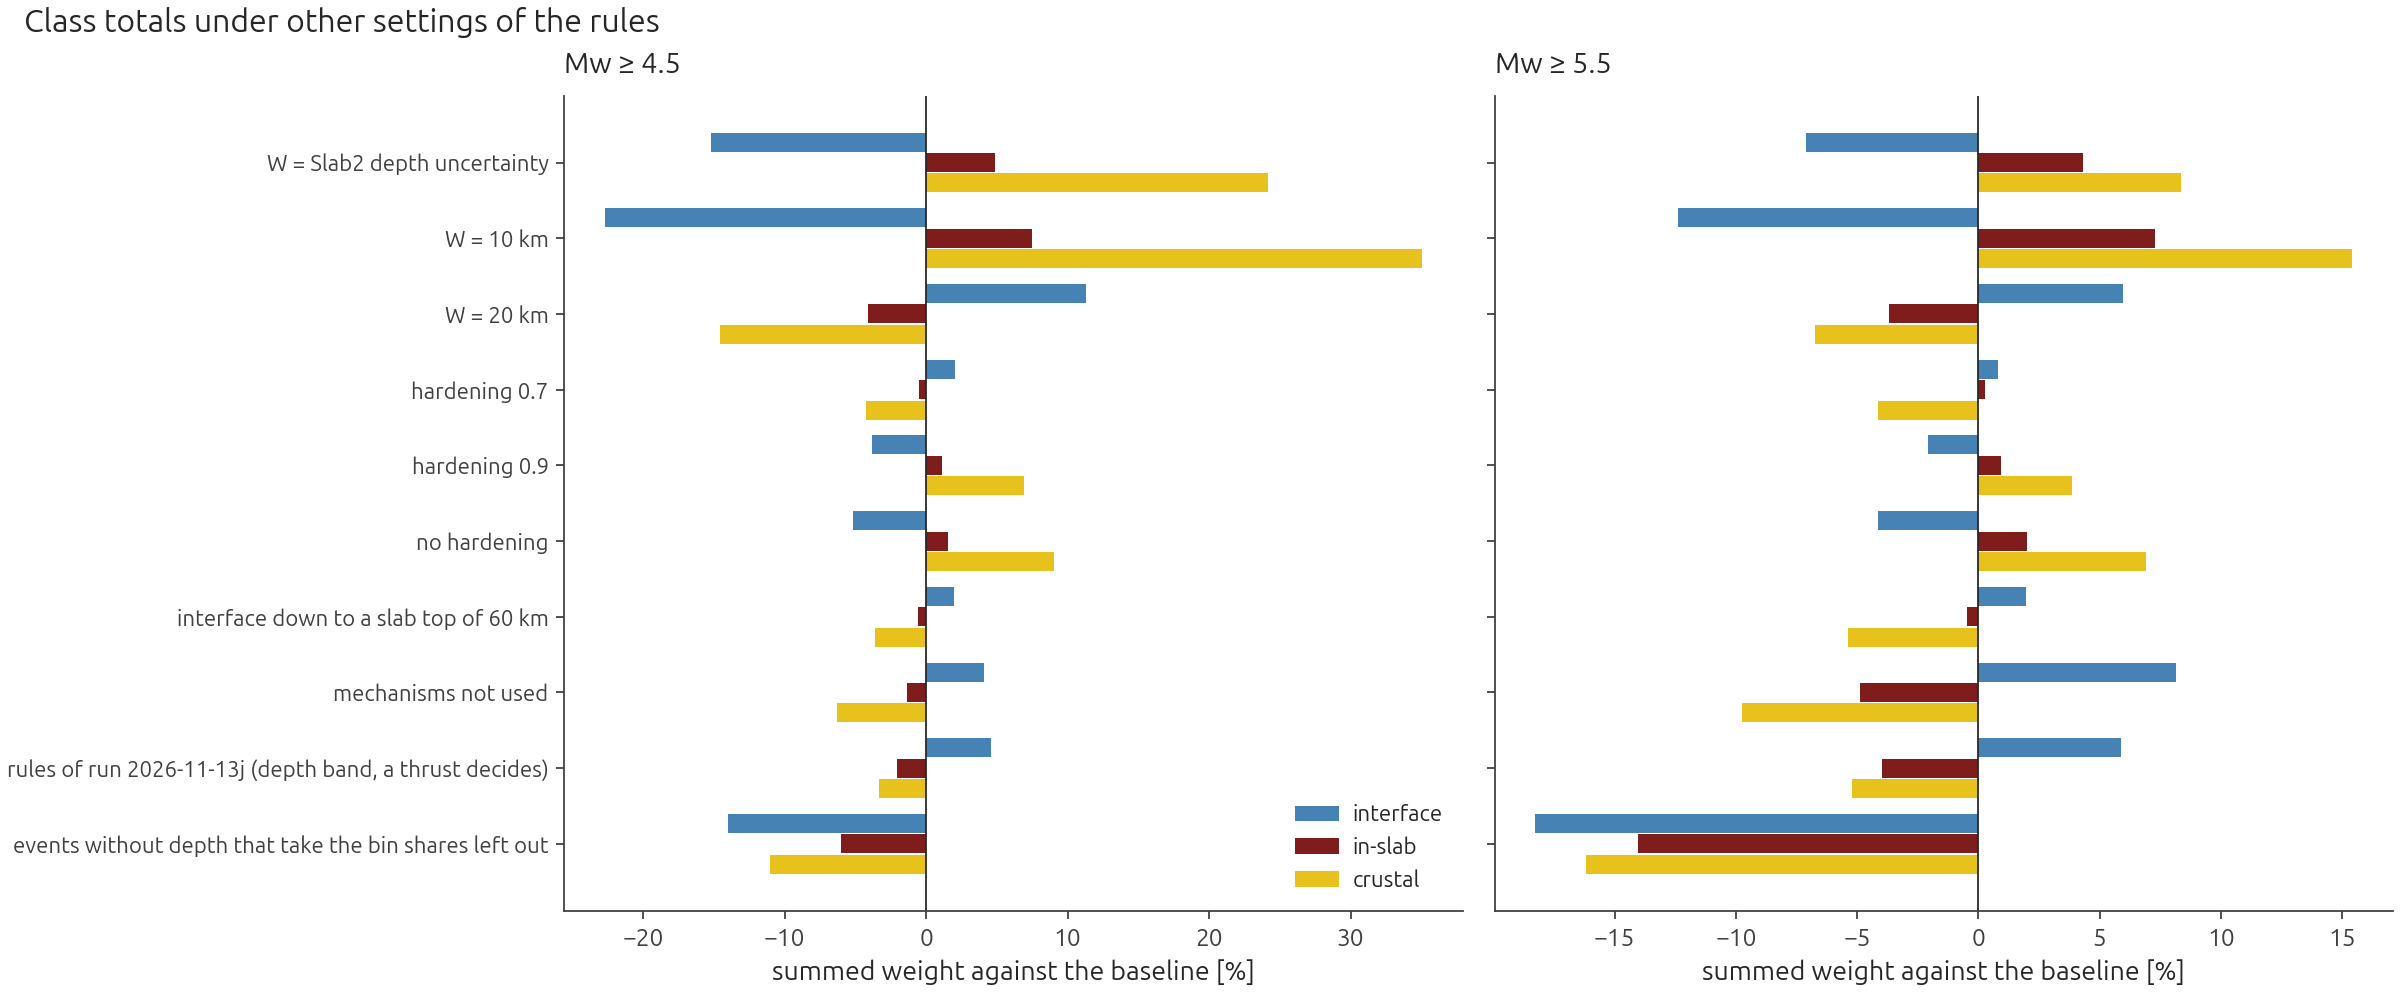 Class totals under other settings of the rules
Mw ≥ 4.5
Mw ≥ 5.5
W = Slab2 depth uncertainty
W = 10 km
W = 20 km
hardening 0.7
hardening 0.9
no hardening
interface down to a slab top of 60 km
mechanisms not used
rules of run 2026-11-13j (depth band, a thrust decides)
events without depth that take the bin shares left out
interface
in-slab
crustal
−20 −10 0 10 20 30
−15 −10 −5 0 5 10 15
summed weight against the baseline [%]
summed weight against the baseline [%]